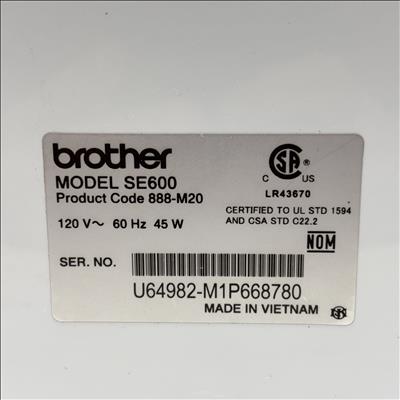 brother
MODEL SE600
Product Code 888-M20
120 V~ 60 Hz 45 W
SA
C US
LR43670
CERTIFIED TO UL STD 1594
AND CSA STD C22.2
NOM
SER. NO.
U64982-M1P668780
MADE IN VIETNAM